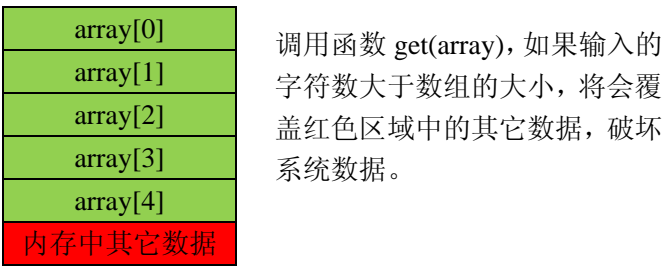 array[0]
array[1]
array[2]
array[3]
array[4]
内存中其它数据
调用函数 get(array)，如果输入的
字符数大于数组的大小，将会覆
盖红色区域中的其它数据，破坏
系统数据。